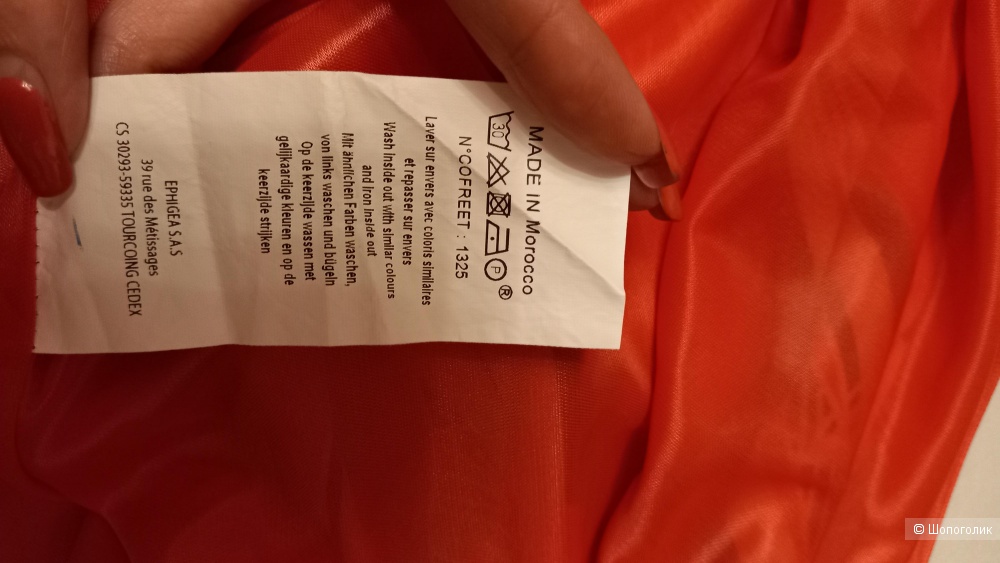 MADE IN Morocco
30 P ®
N°COFREET : 1325
Laver sur envers avec coloris similaires
et repasser sur envers
Wash inside out with similar colours
and iron inside out
Mit ähnlichen Farben waschen,
von links waschen und bügeln
Op de keerzijde wassen met
gelijkaardige kleuren en op de
keerzijde strijken
EPHIGEA S.A.S
39 rue des Métissages
CS 30293-59335 TOURCOING CEDEX
© Шопоголик